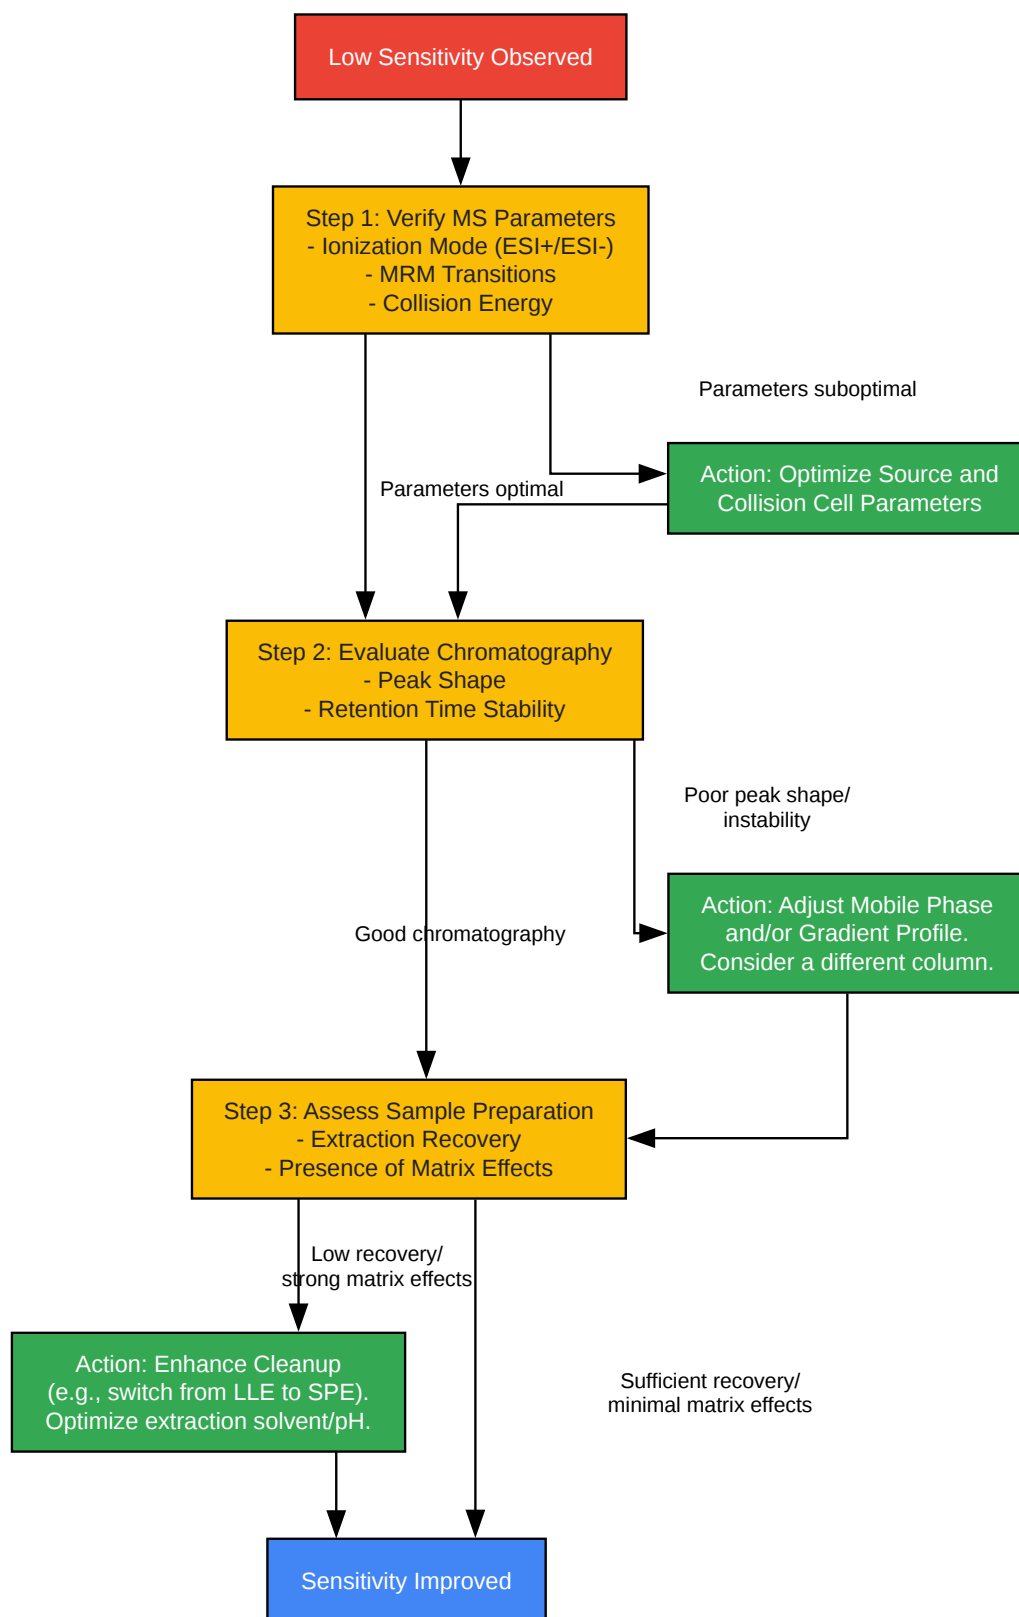 Low Sensitivity Observed
Step 1: Verify MS Parameters
- Ionization Mode (ESI+/ESI-)
- MRM Transitions
- Collision Energy
Parameters suboptimal
Action: Optimize Source and
Collision Cell Parameters
Parameters optimal
Step 2: Evaluate Chromatography
- Peak Shape
- Retention Time Stability
Poor peak shape/
instability
Action: Adjust Mobile Phase
and/or Gradient Profile.
Consider a different column.
Good chromatography
Step 3: Assess Sample Preparation
- Extraction Recovery
- Presence of Matrix Effects
Low recovery/
strong matrix effects
Action: Enhance Cleanup
(e.g., switch from LLE to SPE).
Optimize extraction solvent/pH.
Sufficient recovery/
minimal matrix effects
Sensitivity Improved